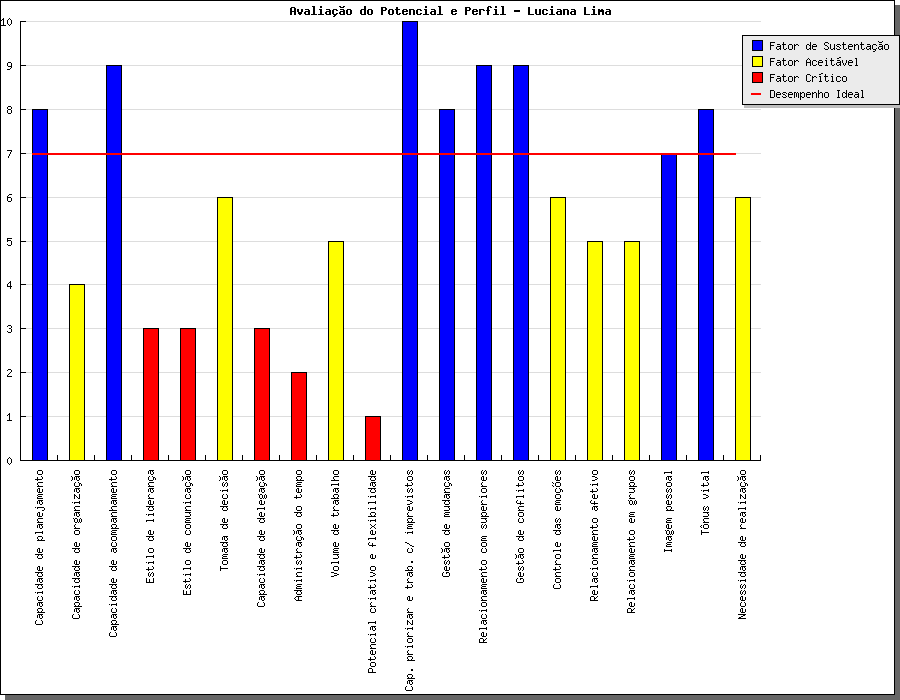 Avaliação do Potencial e Perfil - Luciana Lima
Fator de Sustentação
Fator Aceitável
Fator Crítico
Desempenho Ideal
10
9
8
7
6
5
4
3
2
1
0
Capacidade de planejamento
Capacidade de organização
Capacidade de acompanhamento
Estilo de liderança
Estilo de comunicação
Tomada de decisão
Capacidade de delegação
Administração do tempo
Volume de trabalho
Potencial criativo e flexibilidade
Cap. priorizar e trab. c/ imprevistos
Gestão de mudanças
Relacionamento com superiores
Gestão de conflitos
Controle das emoções
Relacionamento afetivo
Relacionamento em grupos
Imagem pessoal
Tônus vital
Necessidade de realização